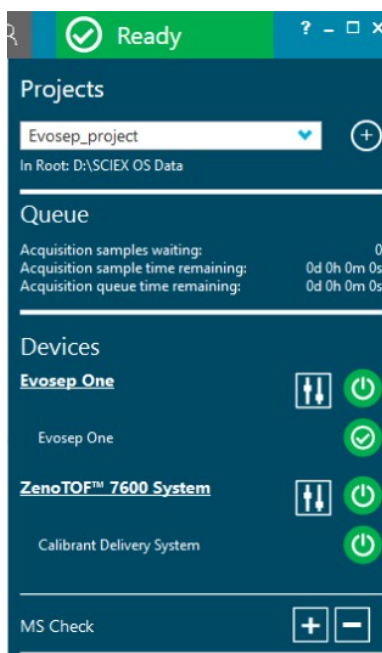 Ready ? 
Projects
Evosep_project
In Root: D:\SCIEX OS Data
Queue
Acquisition samples waiting: 0
Acquisition sample time remaining: 0d 0h 0m 0s
Acquisition queue time remaining: 0d 0h 0m 0s
Devices
Evosep One
Evosep One
ZenoTOF™ 7600 System
Calibrant Delivery System
MS Check